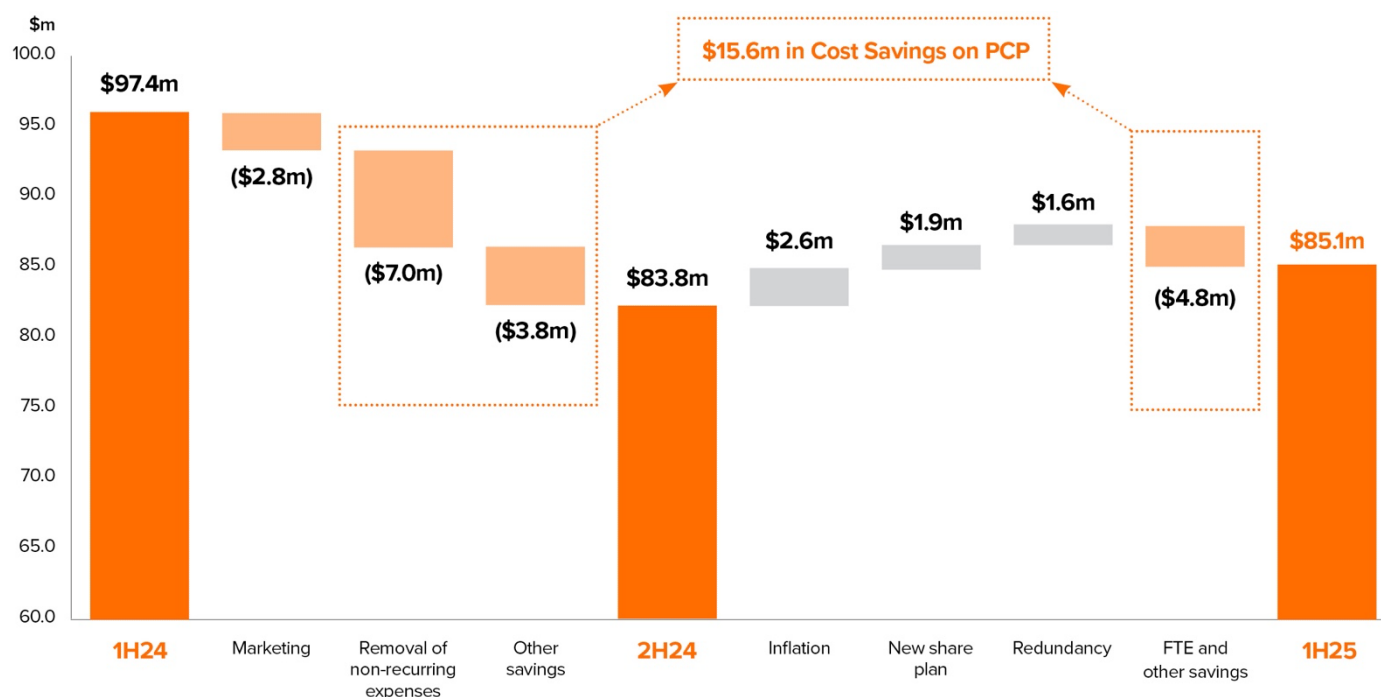 $m
$15.6m in Cost Savings on PCP
100.0
95.0
90.0
85.0
80.0
75.0
70.0
65.0
60.0
$97.4m
($2.8m)
($7.0m)
($3.8m)
$83.8m
$2.6m
$1.9m
$1.6m
($4.8m)
$85.1m
1H24
Marketing
Removal of
non-recurring
expenses
Other
savings
2H24
Inflation
New share
plan
Redundancy
FTE and
other savings
1H25